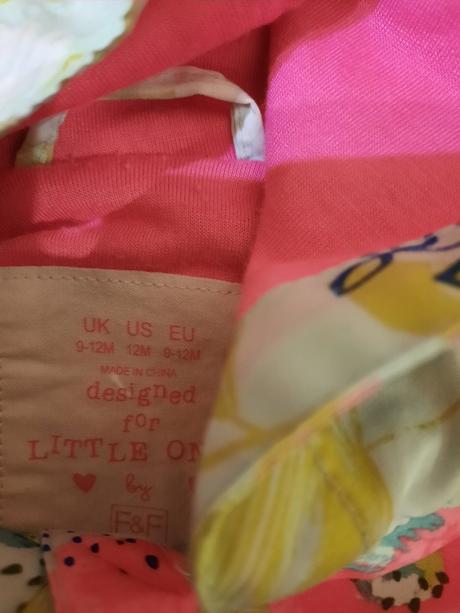 UK US EU
9-12M 12M 9-12M
MADE IN CHINA
designed
for
LITTLE ON
by
F&F